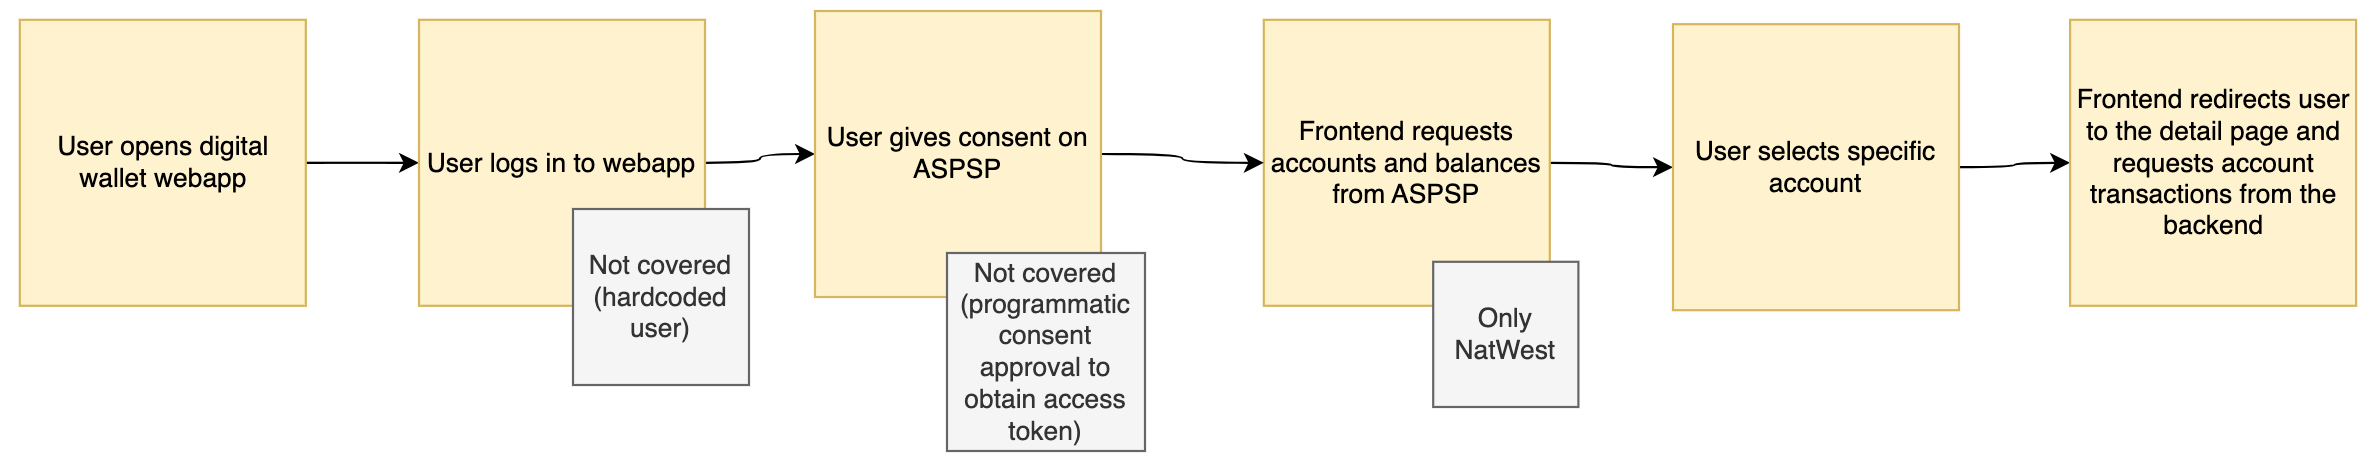 User opens digital
wallet webapp
User logs in to webapp
Not covered
(hardcoded
user)
User gives consent on
ASPSP
Not covered
(programmatic
consent
approval to
obtain access
token)
Frontend requests
accounts and balances
from ASPSP
Only
NatWest
User selects specific
account
Frontend redirects user
to the detail page and
requests account
transactions from the
backend